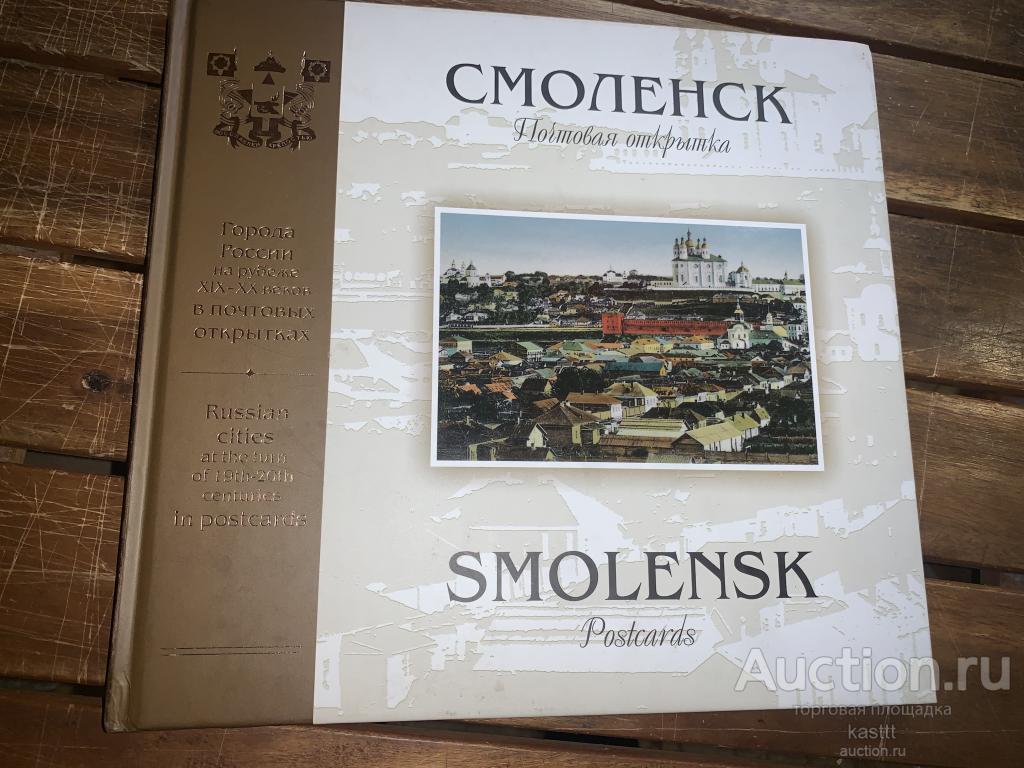 СМОЛЕНСК
Почтовая открытка
Города
России
на рубеже
XIX-XX веков
в почтовых
открытках
Russian
cities
at the turn
of 19th-20th
centuries
in postcards
SMOLENSK
Postcards
Auction.ru
торговая площадка
kasttt
auction.ru